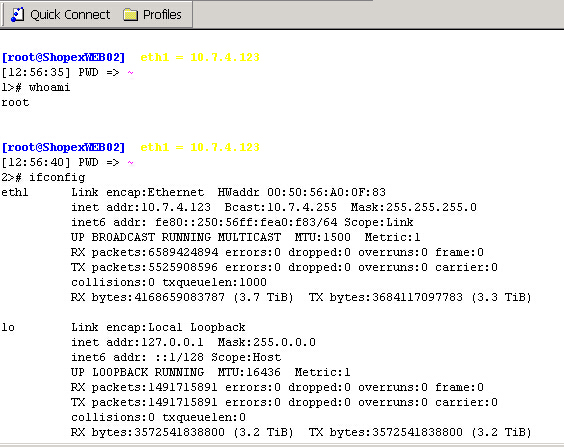 Quick Connect Profiles
[root@ShopexWEB02] eth1 = 10.7.4.123
[12:56:35] PWD => ~
1># whoami
root
[root@ShopexWEB02] eth1 = 10.7.4.123
[12:56:40] PWD => ~
2># ifconfig
eth1 Link encap:Ethernet HWaddr 00:50:56:A0:0F:83
inet addr:10.7.4.123 Bcast:10.7.4.255 Mask:255.255.255.0
inet6 addr: fe80::250:56ff:fea0:f83/64 Scope:Link
UP BROADCAST RUNNING MULTICAST MTU:1500 Metric:1
RX packets:6589424894 errors:0 dropped:0 overruns:0 frame:0
TX packets:5525908596 errors:0 dropped:0 overruns:0 carrier:0
collisions:0 txqueuelen:1000
RX bytes:4168659083787 (3.7 TiB) TX bytes:3684117097783 (3.3 TiB)
lo Link encap:Local Loopback
inet addr:127.0.0.1 Mask:255.0.0.0
inet6 addr: ::1/128 Scope:Host
UP LOOPBACK RUNNING MTU:16436 Metric:1
RX packets:1491715891 errors:0 dropped:0 overruns:0 frame:0
TX packets:1491715891 errors:0 dropped:0 overruns:0 carrier:0
collisions:0 txqueuelen:0
RX bytes:3572541838800 (3.2 TiB) TX bytes:3572541838800 (3.2 TiB)